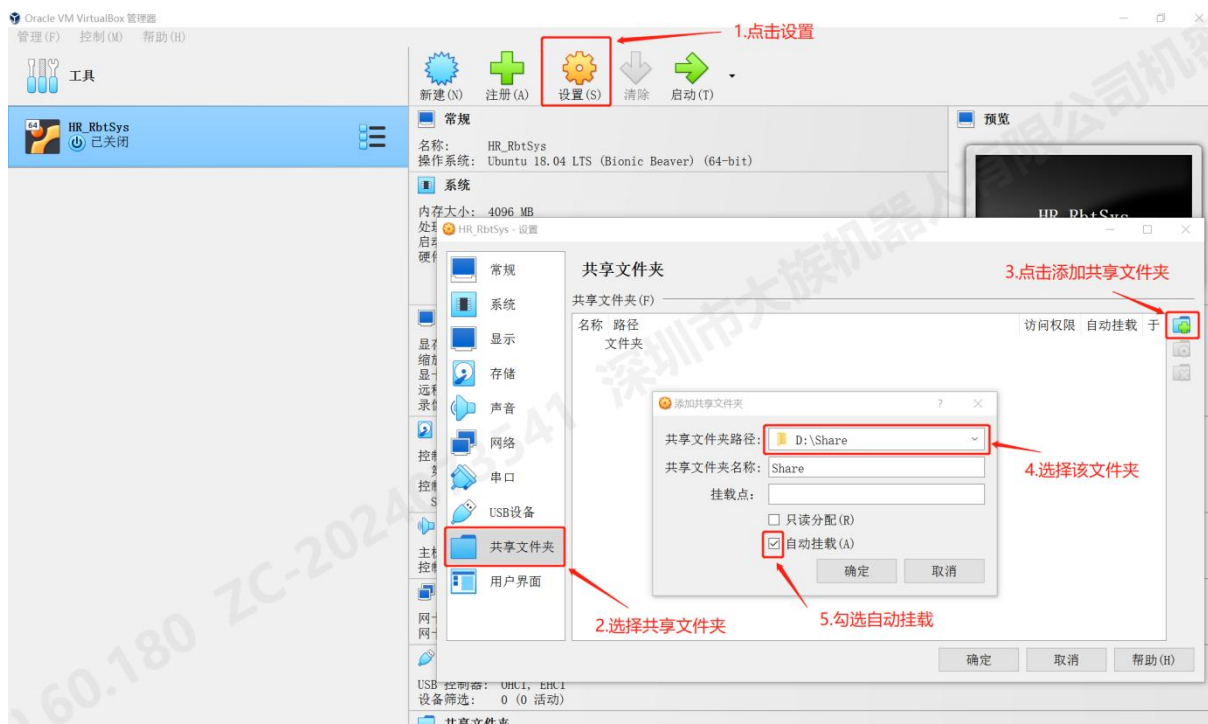 Oracle VM VirtualBox 管理器
管理(F) 控制(M) 帮助(H)
1.点击设置
工具
新建(N) 注册(A) 设置(S) 清除 启动(T)
64
HR_RbtSys
已关闭
常规
预览
名称: HR_RbtSys
操作系统: Ubuntu 18.04 LTS (Bionic Beaver) (64-bit)
系统
内存大小: 4096 MB
HR_RbtSys
HR_RbtSys - 设置
常规
系统
显示
存储
声音
网络
串口
USB设备
共享文件夹
用户界面
共享文件夹
3.点击添加共享文件夹
共享文件夹(F)
名称 路径 访问权限 自动挂载 于
文件夹
添加共享文件夹 ?
共享文件夹路径: D:\Share
共享文件夹名称: Share
挂载点:
只读分配(R)
自动挂载(A)
确定 取消
4.选择该文件夹
5.勾选自动挂载
2.选择共享文件夹
确定 取消 帮助(H)
USB 控制器: OHCI, EHCI
设备筛选: 0 (0 活动)
共享文件夹
深圳市大族机器人有限公司机器